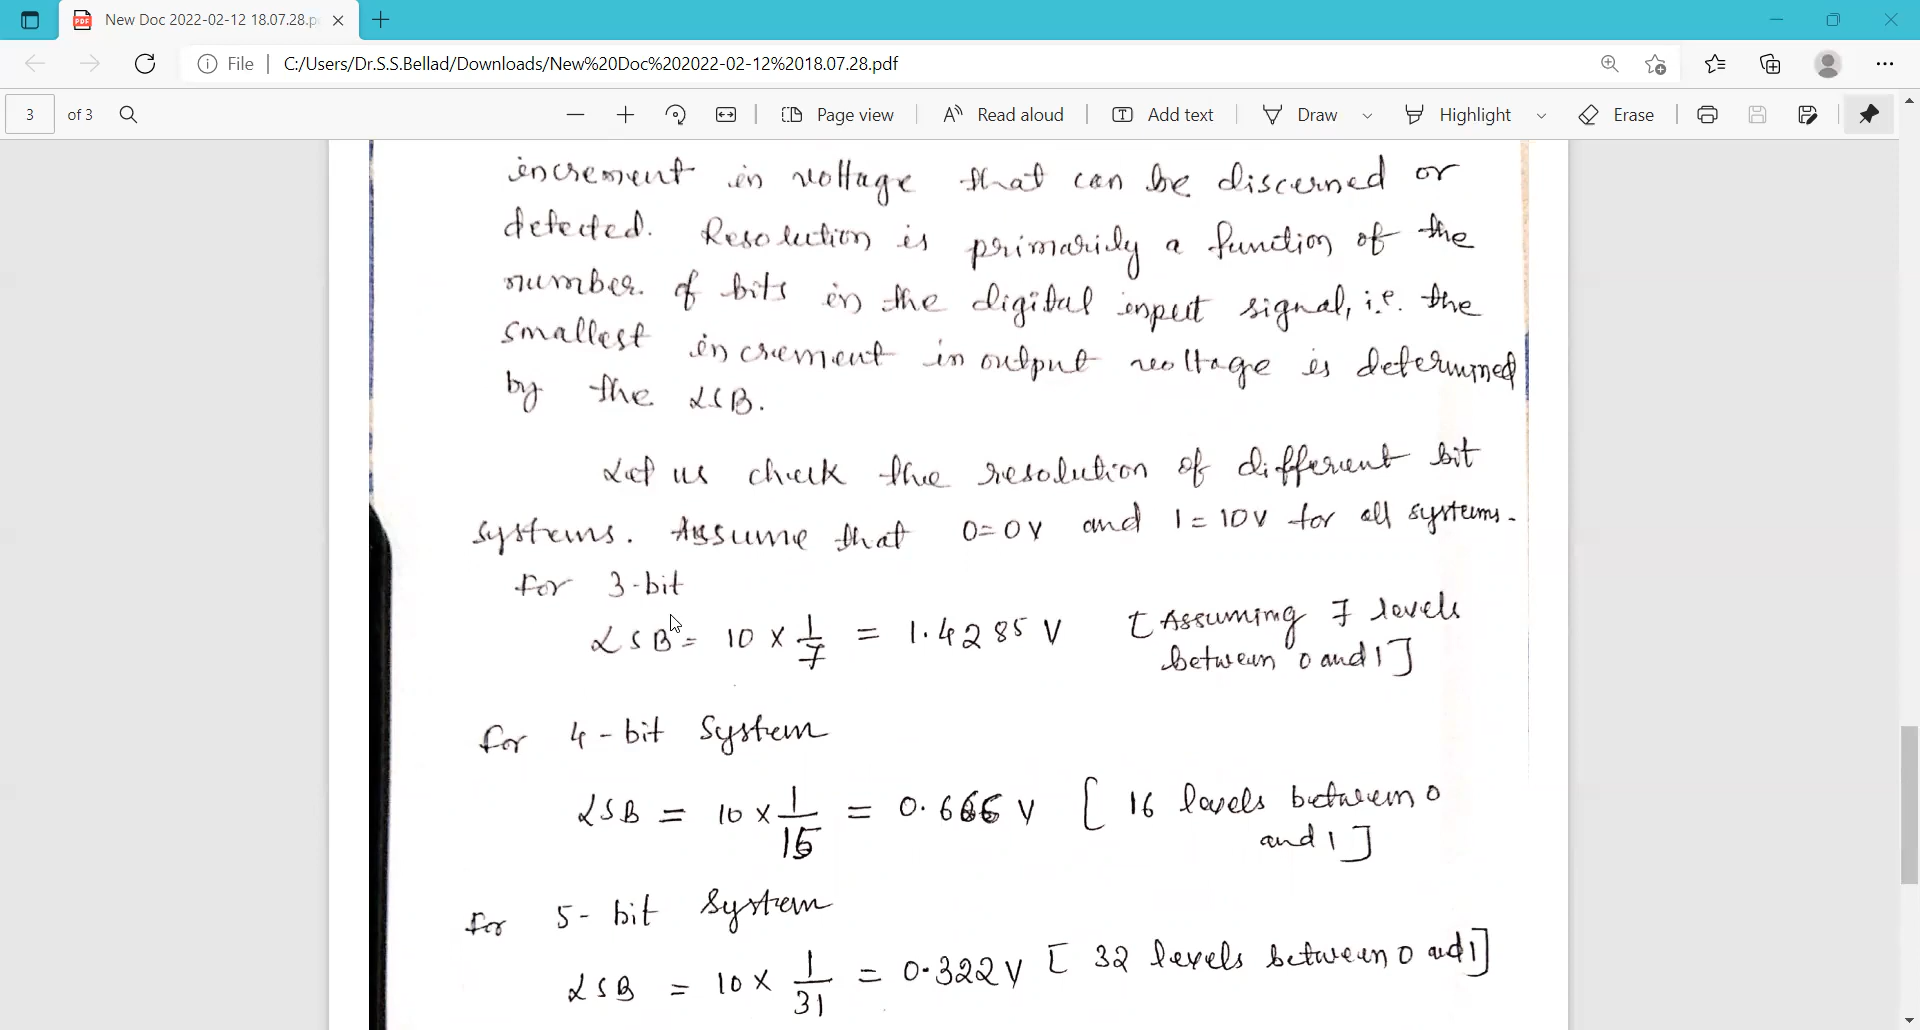 New Doc 2022-02-12 18.07.28.p
File C:/Users/Dr.S.S.Bellad/Downloads/New%20Doc%202022-02-12%2018.07.28.pdf
3 of 3 Page view Read aloud Add text Draw Highlight Erase
increment in voltage that can be discerned or
detected. Resolution is primarily a function of the
number of bits in the digital input signal, i.e. the
smallest increment in output voltage is determined
by the LSB.
Let us check the resolution of different bit
systems. Assume that 0=0V and 1=10V for all systems.
for 3-bit
LSB = 10 x 1/7 = 1.4285 V [Assuming 7 levels
between 0 and 1]
for 4-bit System
LSB = 10 x 1/15 = 0.666 V [16 levels between 0
and 1]
for 5-bit System
LSB = 10 x 1/31 = 0.322V [32 levels between 0 and 1]